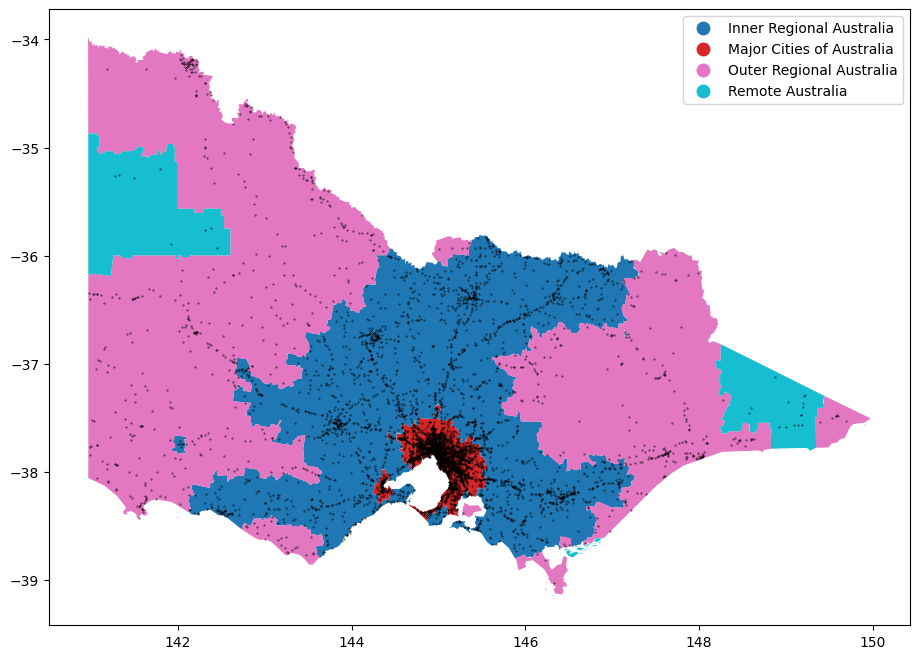 Inner Regional Australia
Major Cities of Australia
Outer Regional Australia
Remote Australia
−34
−35
−36
−37
−38
−39
142
144
146
148
150